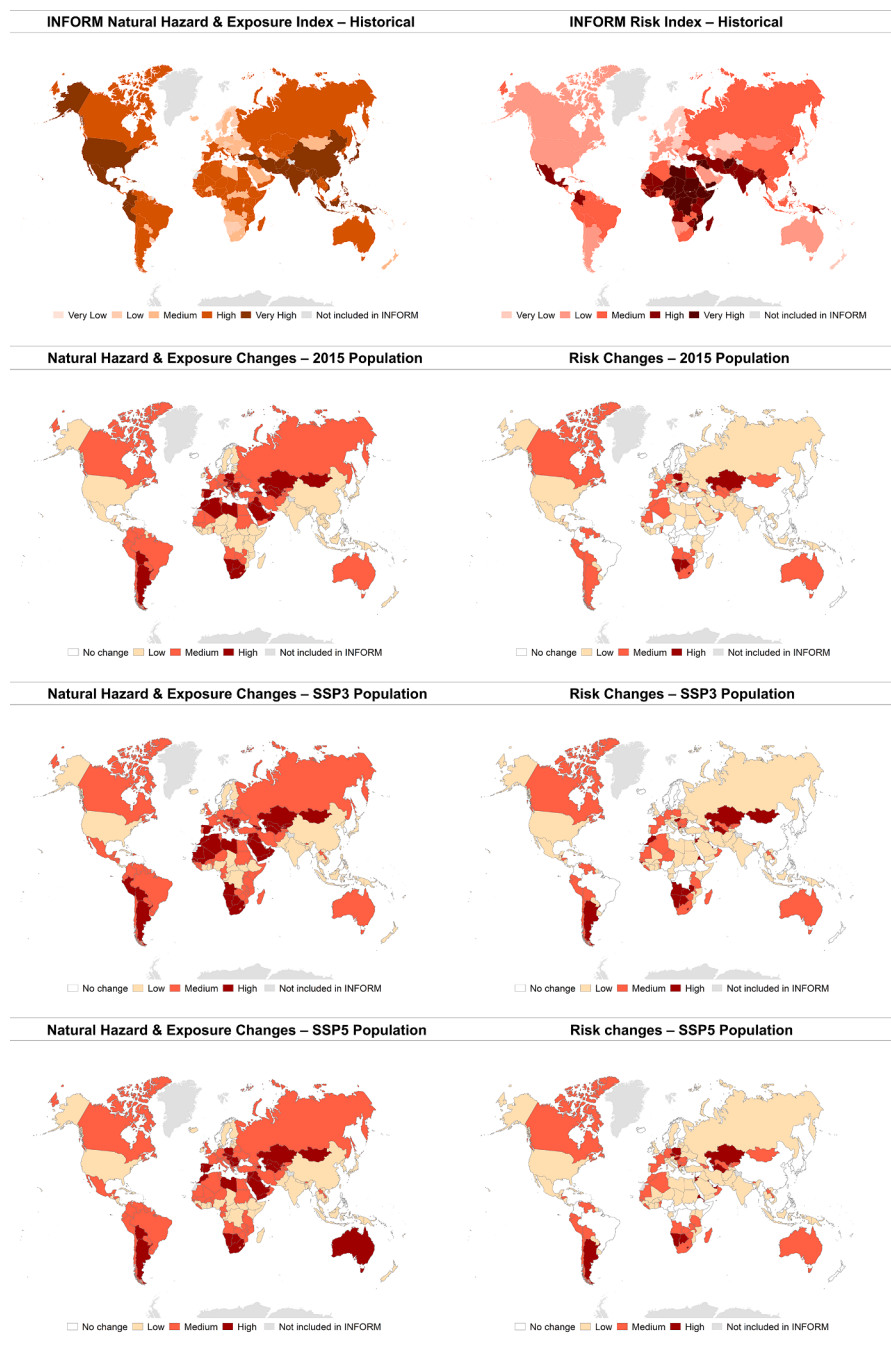 INFORM Natural Hazard & Exposure Index – Historical
INFORM Risk Index – Historical
Very Low Low Medium High Very High Not included in INFORM
Very Low Low Medium High Very High Not included in INFORM
Natural Hazard & Exposure Changes – 2015 Population
Risk Changes – 2015 Population
No change Low Medium High Not included in INFORM
No change Low Medium High Not included in INFORM
Natural Hazard & Exposure Changes – SSP3 Population
Risk Changes – SSP3 Population
No change Low Medium High Not included in INFORM
No change Low Medium High Not included in INFORM
Natural Hazard & Exposure Changes – SSP5 Population
Risk changes – SSP5 Population
No change Low Medium High Not included in INFORM
No change Low Medium High Not included in INFORM